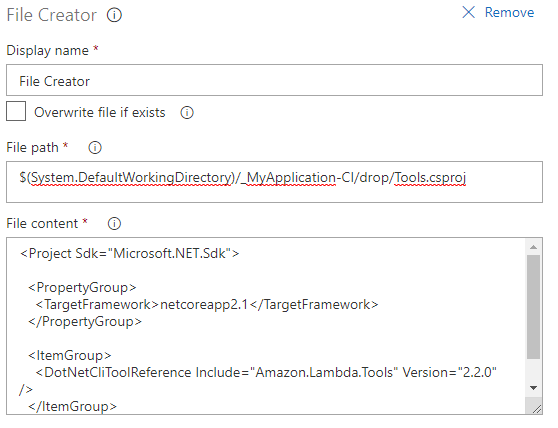 File Creator
Remove
Display name *
File Creator
Overwrite file if exists
File path *
$(System.DefaultWorkingDirectory)/_MyApplication-CI/drop/Tools.csproj
File content *
<Project Sdk="Microsoft.NET.Sdk">
<PropertyGroup>
<TargetFramework>netcoreapp2.1</TargetFramework>
</PropertyGroup>
<ItemGroup>
<DotNetCliToolReference Include="Amazon.Lambda.Tools" Version="2.2.0"
/>
</ItemGroup>